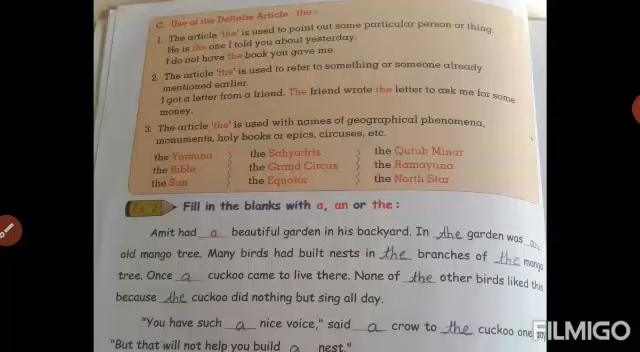 C. Use of the Definite Article - the :
1. The article 'the' is used to point out some particular person or thing.
He is the one I told you about yesterday.
I do not have the book you gave me.
2. The article 'the' is used to refer to something or someone already
mentioned earlier.
I got a letter from a friend. The friend wrote the letter to ask me for some
money.
3. The article 'the' is used with names of geographical phenomena,
monuments, holy books or epics, circuses, etc.
the Yamuna the Sahyadris the Qutub Minar
the Bible the Grand Circus the Ramayana
the Sun the Equator the North Star
Fill in the blanks with a, an or the :
Amit had a beautiful garden in his backyard. In the garden was an
old mango tree. Many birds had built nests in the branches of the mango
tree. Once a cuckoo came to live there. None of the other birds liked this
because the cuckoo did nothing but sing all day.
"You have such a nice voice," said a crow to the cuckoo one
"But that will not help you build a nest."
FILMIGO